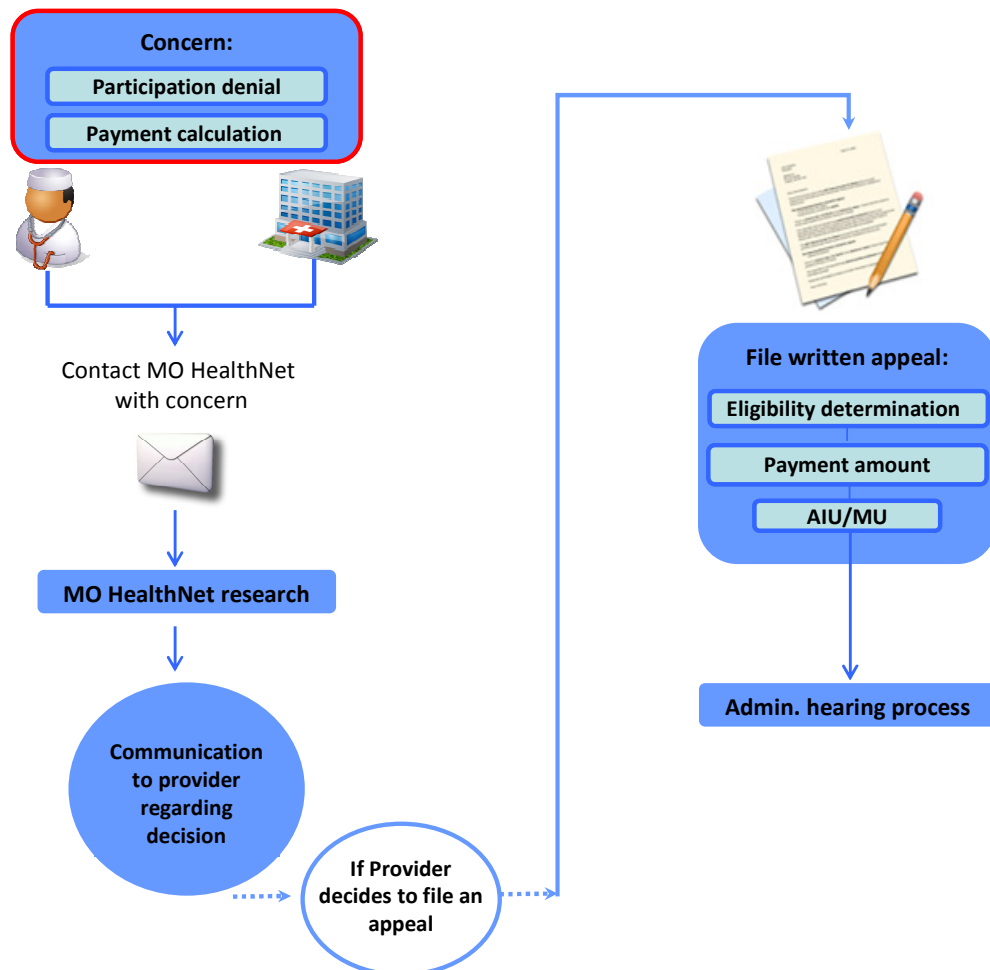 Concern:
Participation denial
Payment calculation
Contact MO HealthNet
with concern
MO HealthNet research
Communication
to provider
regarding
decision
If Provider
decides to file an
appeal
File written appeal:
Eligibility determination
Payment amount
AIU/MU
Admin. hearing process